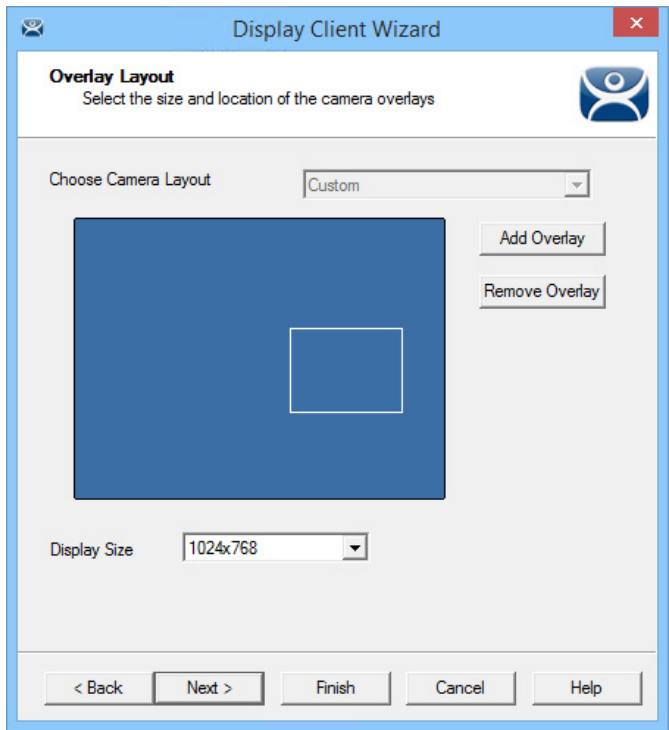 Display Client Wizard
Overlay Layout
Select the size and location of the camera overlays
Choose Camera Layout
Custom
Add Overlay
Remove Overlay
Display Size
1024x768
< Back
Next >
Finish
Cancel
Help